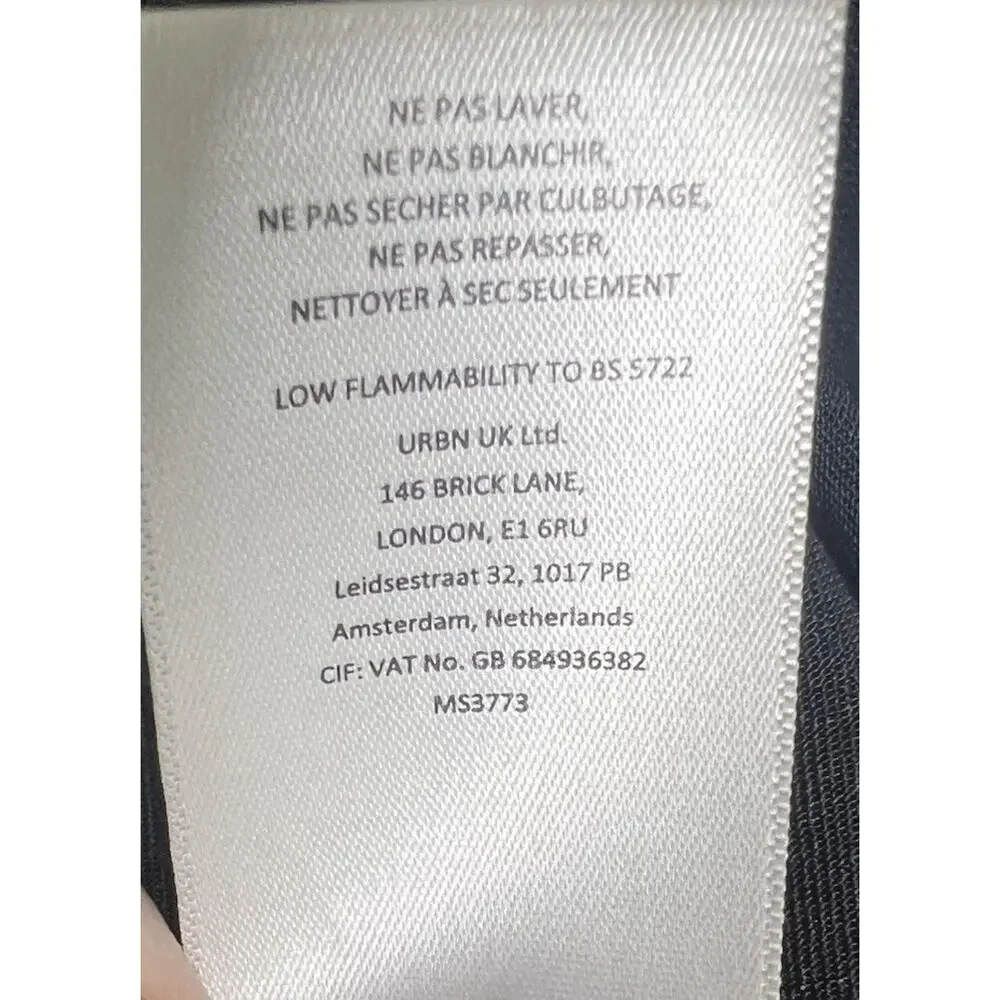 NE PAS LAVER,
NE PAS BLANCHIR,
NE PAS SECHER PAR CULBUTAGE,
NE PAS REPASSER,
NETTOYER À SEC SEULEMENT
LOW FLAMMABILITY TO BS 5722
URBN UK Ltd.
146 BRICK LANE,
LONDON, E1 6RU
Leidsestraat 32, 1017 PB
Amsterdam, Netherlands
CIF: VAT No. GB 684936382
MS3773